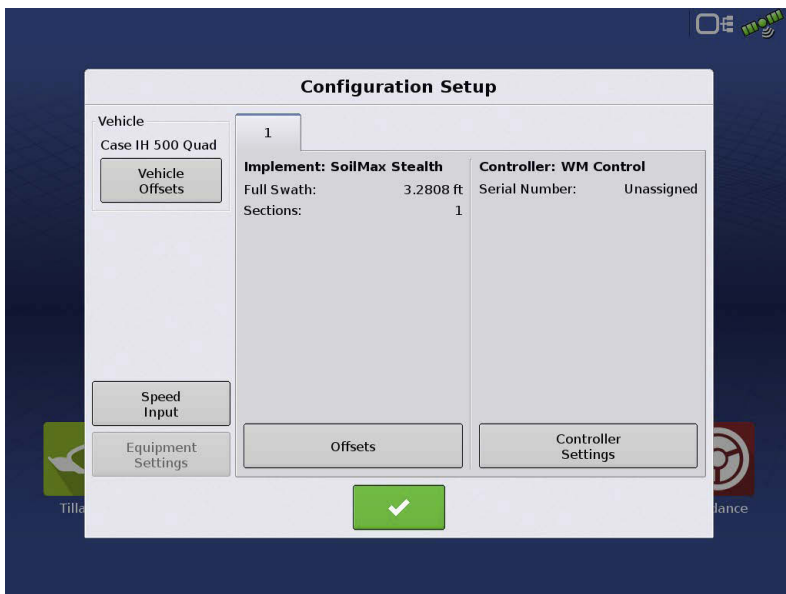 Configuration Setup
Vehicle
Case IH 500 Quad
Vehicle
Offsets
1
Implement: SoilMax Stealth
Full Swath: 3.2808 ft
Sections: 1
Controller: WM Control
Serial Number: Unassigned
Speed
Input
Equipment
Settings
Offsets
Controller
Settings
Tilla
dance